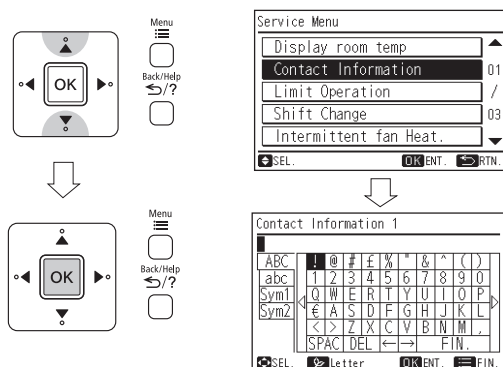 Menu
OK
Back/Help
/?
Service Menu
Display room temp
Contact Information
01
Limit Operation
/
Shift Change
03
Intermittent fan Heat.
SEL. OK ENT. RTN.
Menu
OK
Back/Help
/?
Contact Information 1
ABC ! @ # £ % " & ^ ( )
abc 1 2 3 4 5 6 7 8 9 0
Sym1 Q W E R T Y U I O P
Sym2 € A S D F G H J K L
< > Z X C V B N M ,
SPAC DEL ← → FIN.
SEL. Letter OK ENT. FIN.